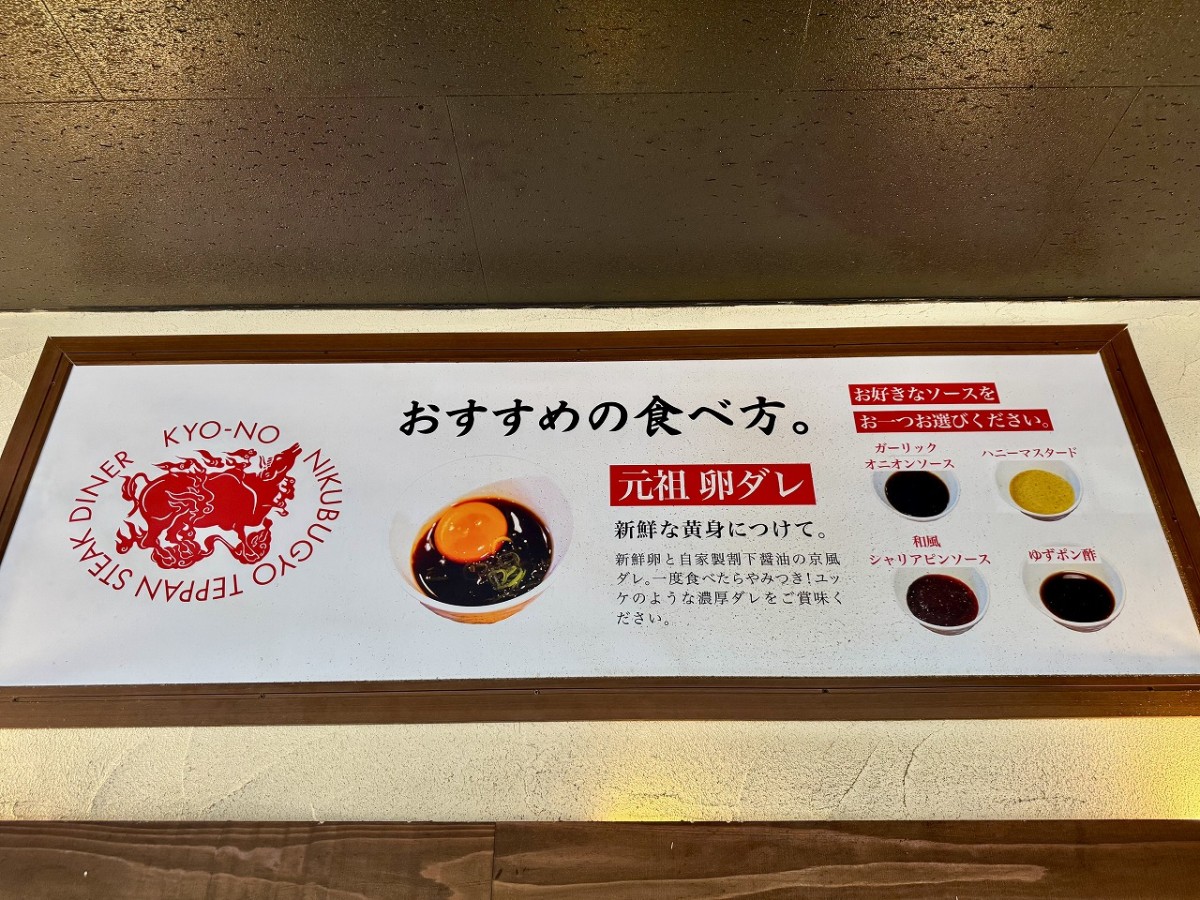 KYO-NO
NIKUBUGYO TEPPAN STEAK DINER
おすすめの食べ方。
元祖 卵ダレ
新鮮な黄身につけて。
新鮮卵と自家製割下醤油の京風
ダレ。一度食べたらやみつき!ユッ
ケのような濃厚ダレをご賞味く
ださい。
お好きなソースを
お一つお選びください。
ガーリック
オニオンソース
ハニーマスタード
和風
シャリアピンソース
ゆずポン酢